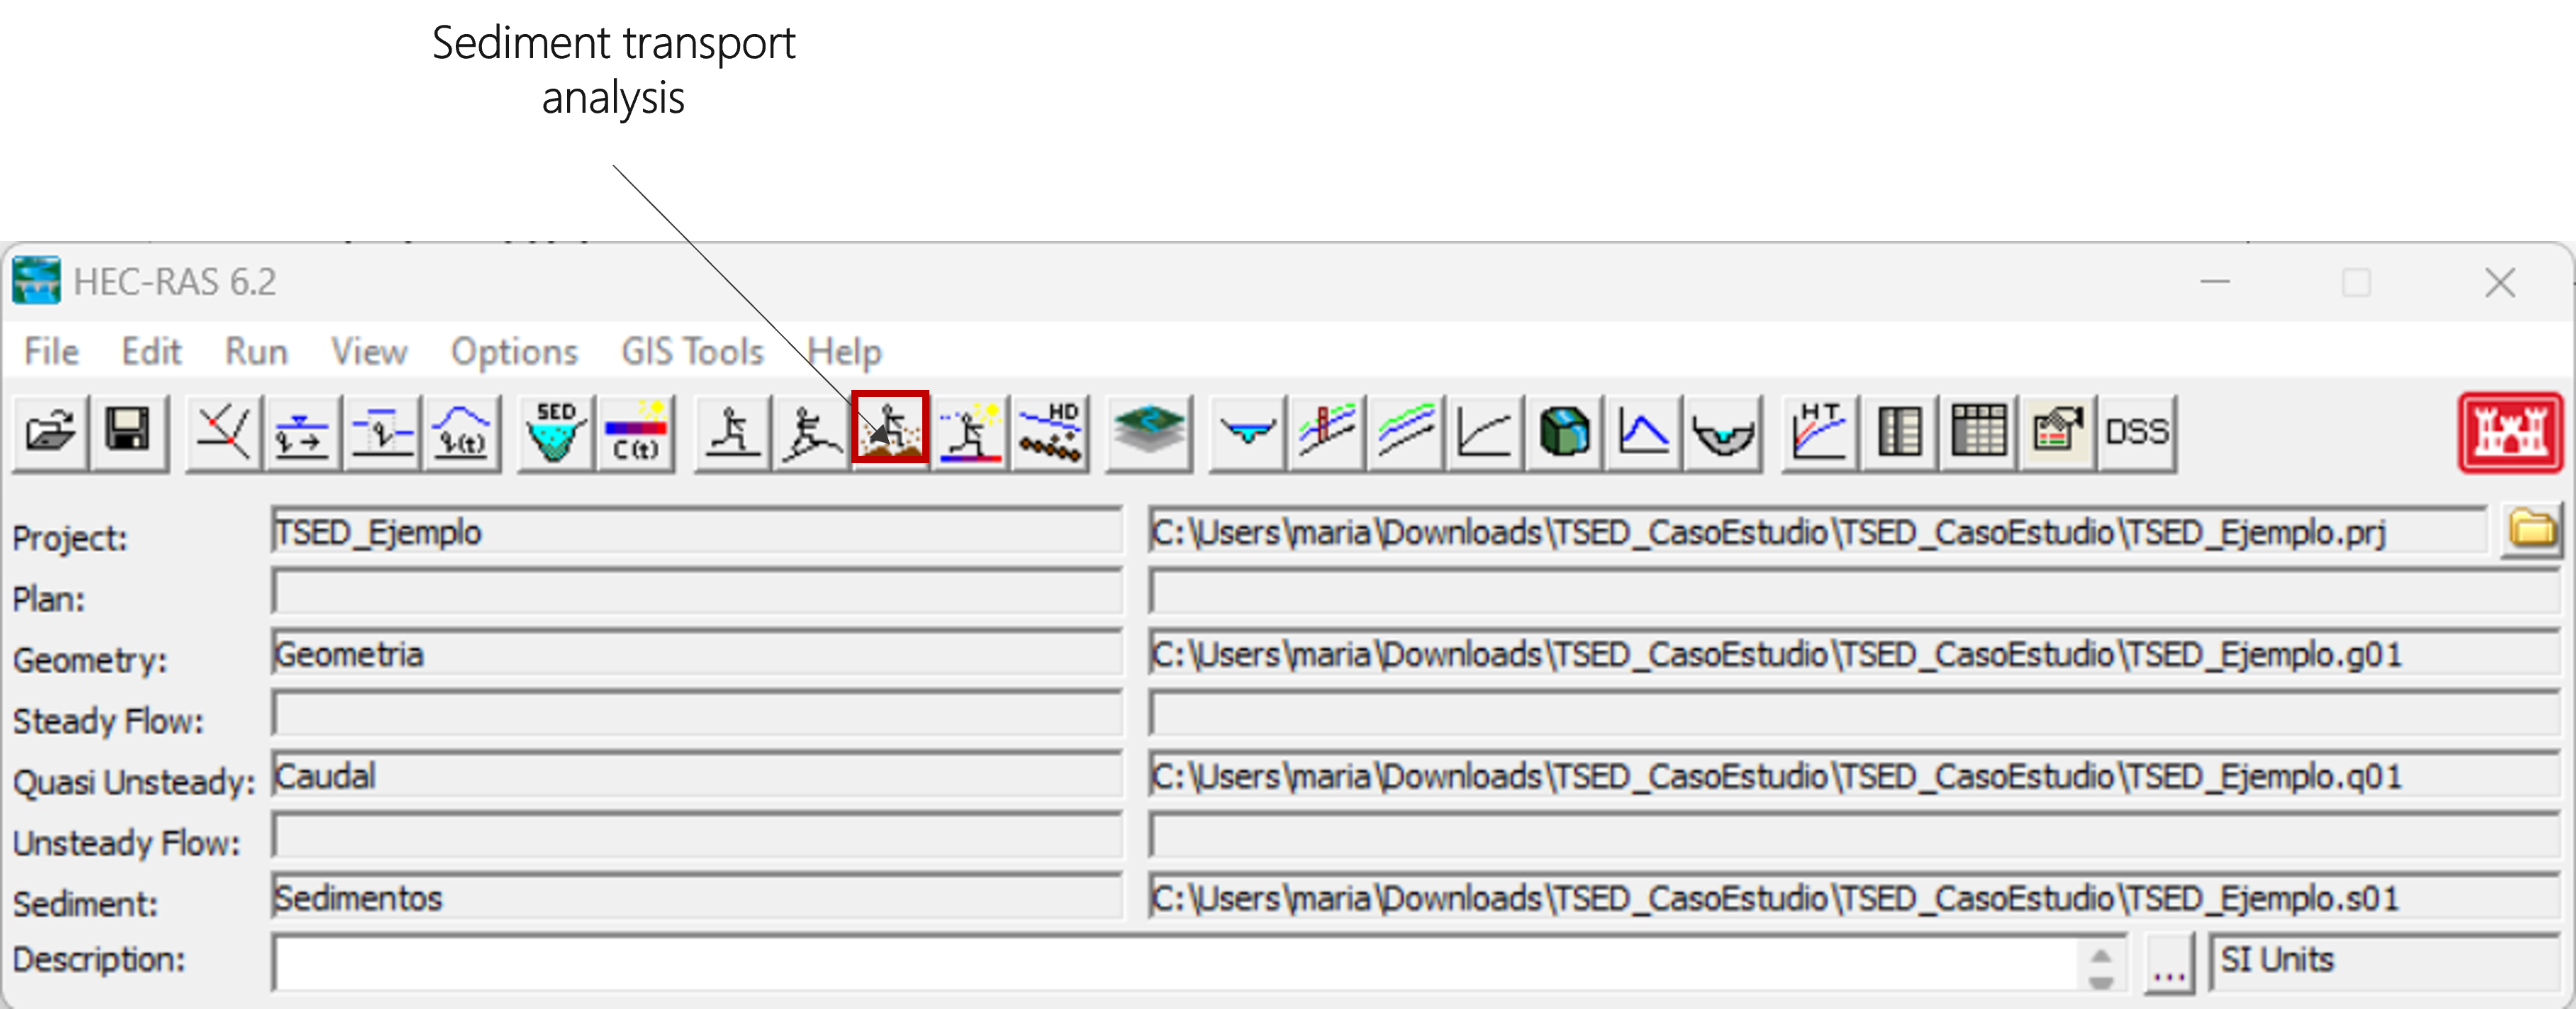 Sediment transport
analysis
HEC-RAS 6.2
File Edit Run View Options GIS Tools Help
SED C(t) HD HT DSS
Project: TSED_Ejemplo C:\Users\maria\Downloads\TSED_CasoEstudio\TSED_CasoEstudio\TSED_Ejemplo.prj
Plan:
Geometry: Geometria C:\Users\maria\Downloads\TSED_CasoEstudio\TSED_CasoEstudio\TSED_Ejemplo.g01
Steady Flow:
Quasi Unsteady: Caudal C:\Users\maria\Downloads\TSED_CasoEstudio\TSED_CasoEstudio\TSED_Ejemplo.q01
Unsteady Flow:
Sediment: Sedimentos C:\Users\maria\Downloads\TSED_CasoEstudio\TSED_CasoEstudio\TSED_Ejemplo.s01
Description: ... SI Units